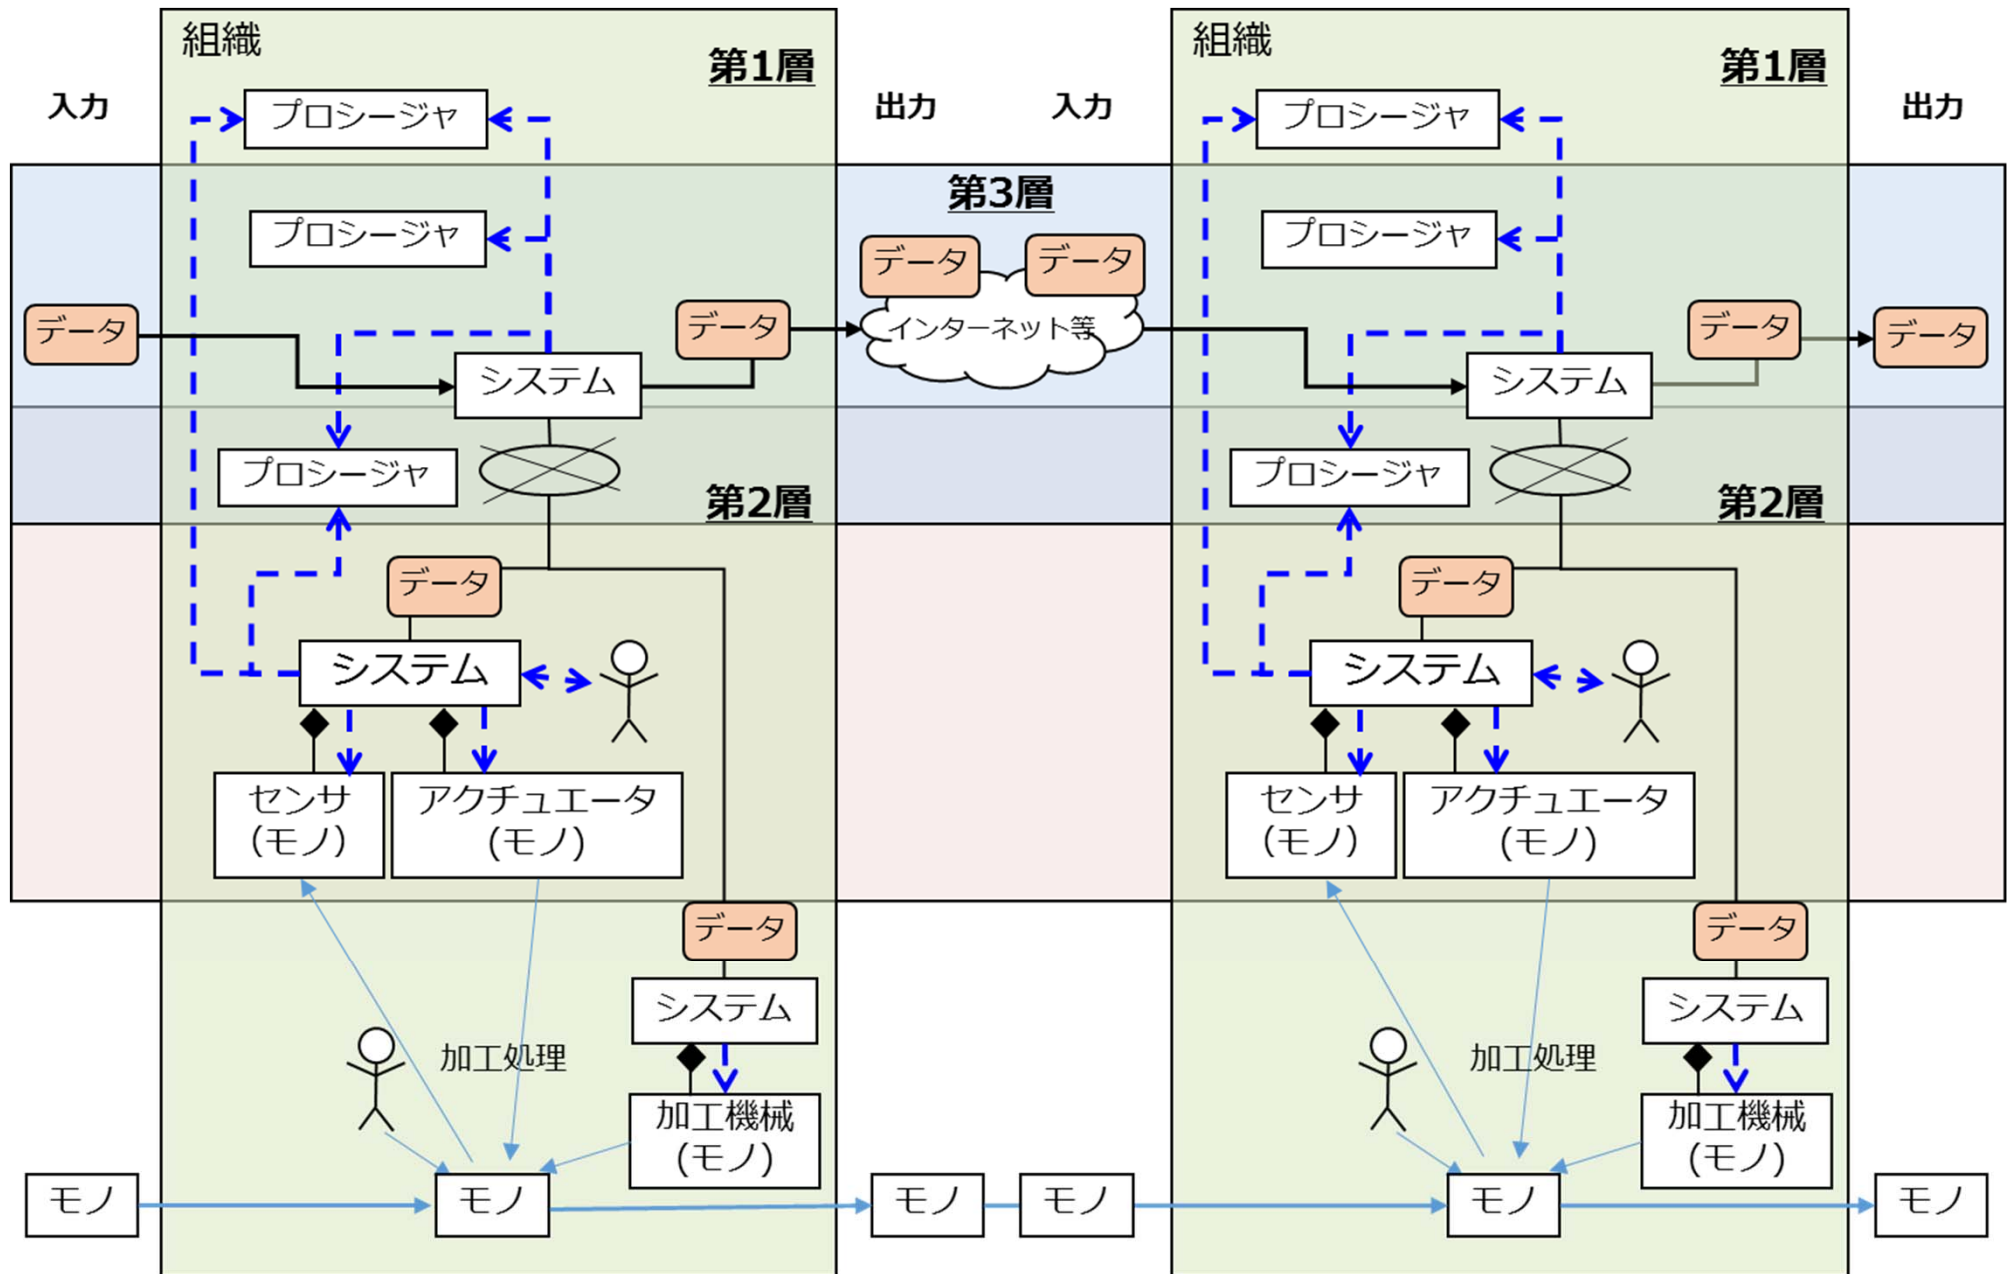 組織
第1層
組織
第1層
入力
出力
入力
出力
プロシージャ
プロシージャ
第3層
プロシージャ
プロシージャ
データ
データ
データ
データ
インターネット等
データ
データ
システム
システム
プロシージャ
プロシージャ
第2層
第2層
データ
データ
システム
システム
センサ
(モノ)
アクチュエータ
(モノ)
センサ
(モノ)
アクチュエータ
(モノ)
データ
データ
システム
システム
加工処理
加工処理
加工機械
(モノ)
加工機械
(モノ)
モノ
モノ
モノ
モノ
モノ
モノ